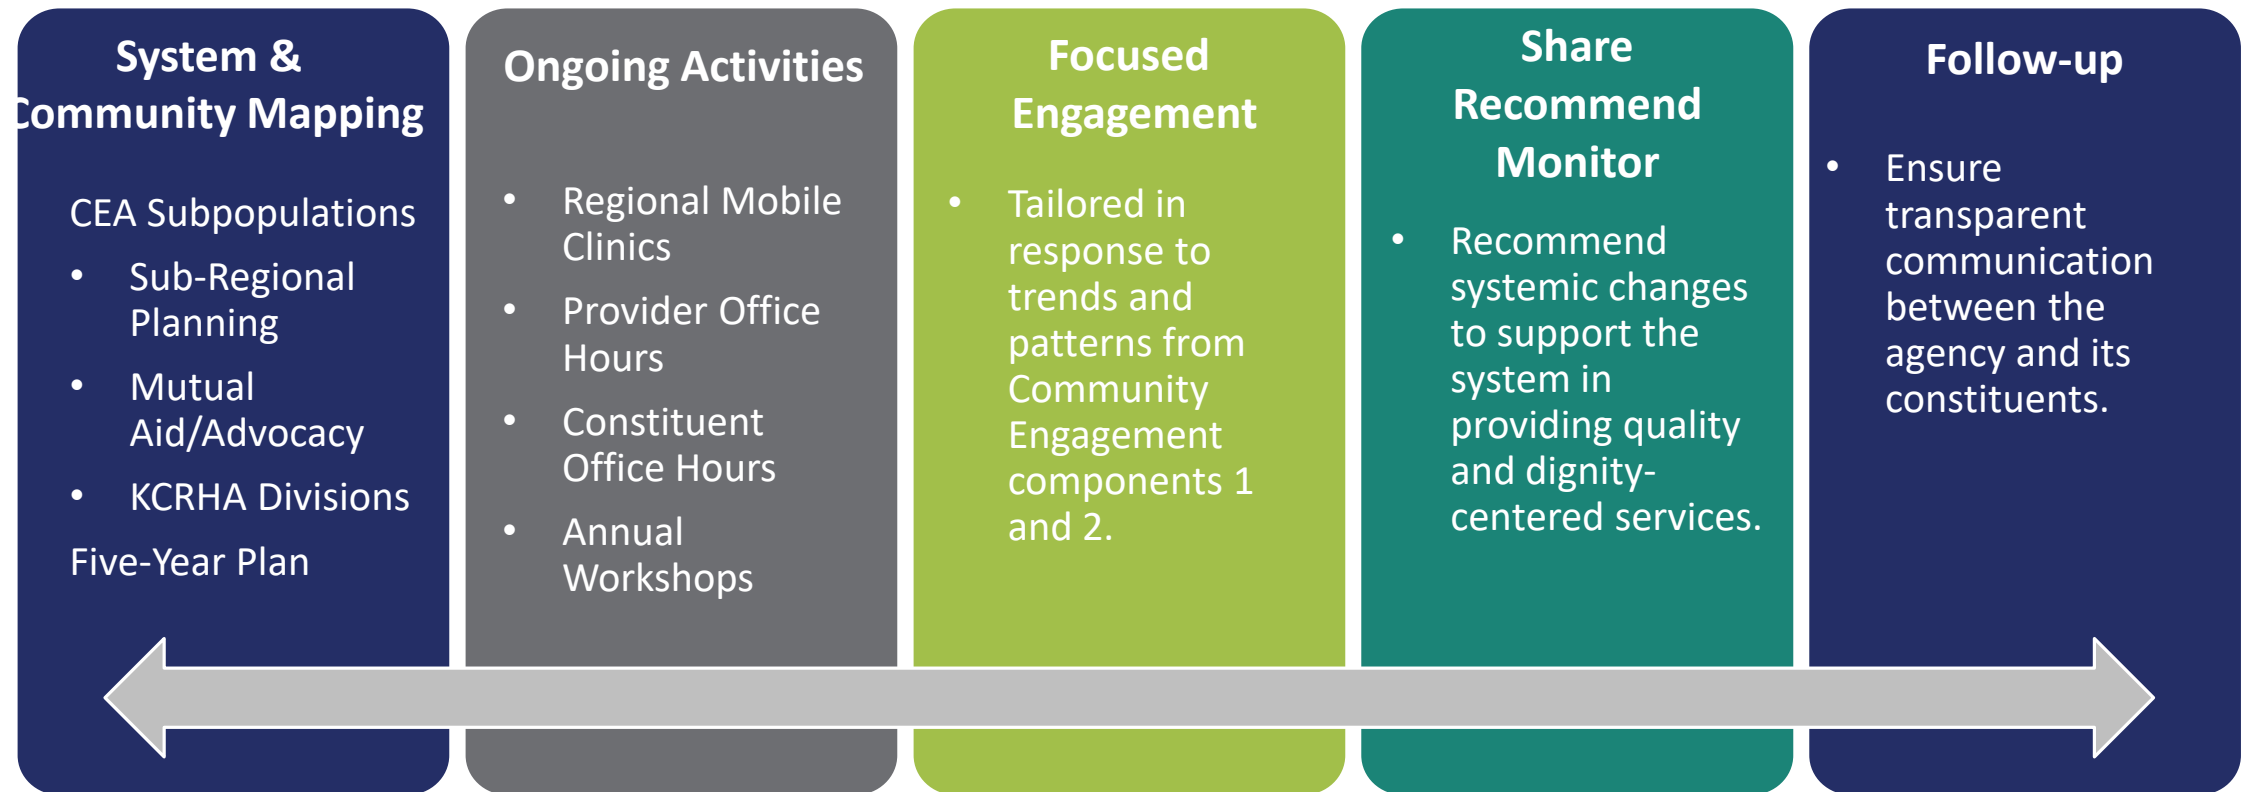 System &
Community Mapping
CEA Subpopulations
• Sub-Regional
Planning
• Mutual
Aid/Advocacy
• KCRHA Divisions
Five-Year Plan
Ongoing Activities
• Regional Mobile
Clinics
• Provider Office
Hours
• Constituent
Office Hours
• Annual
Workshops
Focused
Engagement
• Tailored in
response to
trends and
patterns from
Community
Engagement
components 1
and 2.
Share
Recommend
Monitor
• Recommend
systemic changes
to support the
system in
providing quality
and dignity-
centered services.
Follow-up
• Ensure
transparent
communication
between the
agency and its
constituents.